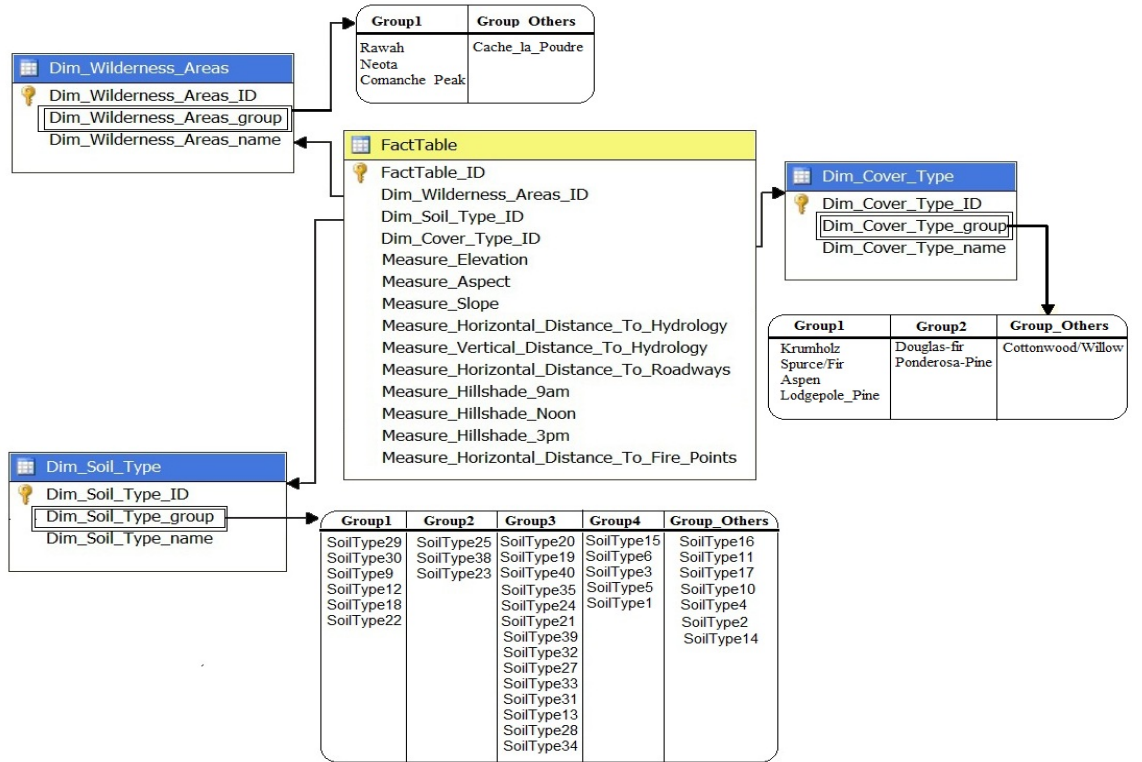 Group1 Group_Others
Rawah Cache_la_Poudre
Neota
Comanche_Peak
Dim_Wilderness_Areas
Dim_Wilderness_Areas_ID
Dim_Wilderness_Areas_group
Dim_Wilderness_Areas_name
FactTable
FactTable_ID
Dim_Wilderness_Areas_ID
Dim_Soil_Type_ID
Dim_Cover_Type_ID
Measure_Elevation
Measure_Aspect
Measure_Slope
Measure_Horizontal_Distance_To_Hydrology
Measure_Vertical_Distance_To_Hydrology
Measure_Horizontal_Distance_To_Roadways
Measure_Hillshade_9am
Measure_Hillshade_Noon
Measure_Hillshade_3pm
Measure_Horizontal_Distance_To_Fire_Points
Dim_Cover_Type
Dim_Cover_Type_ID
Dim_Cover_Type_group
Dim_Cover_Type_name
Group1 Group2 Group_Others
Krumholz Douglas-fir Cottonwood/Willow
Spurce/Fir Ponderosa-Pine
Aspen
Lodgepole_Pine
Dim_Soil_Type
Dim_Soil_Type_ID
Dim_Soil_Type_group
Dim_Soil_Type_name
Group1 Group2 Group3 Group4 Group_Others
SoilType29 SoilType25 SoilType20 SoilType15 SoilType16
SoilType30 SoilType38 SoilType19 SoilType6 SoilType11
SoilType9 SoilType23 SoilType40 SoilType3 SoilType17
SoilType12 SoilType35 SoilType5 SoilType10
SoilType18 SoilType24 SoilType1 SoilType4
SoilType22 SoilType21 SoilType2
SoilType39 SoilType14
SoilType32
SoilType27
SoilType33
SoilType31
SoilType13
SoilType28
SoilType34